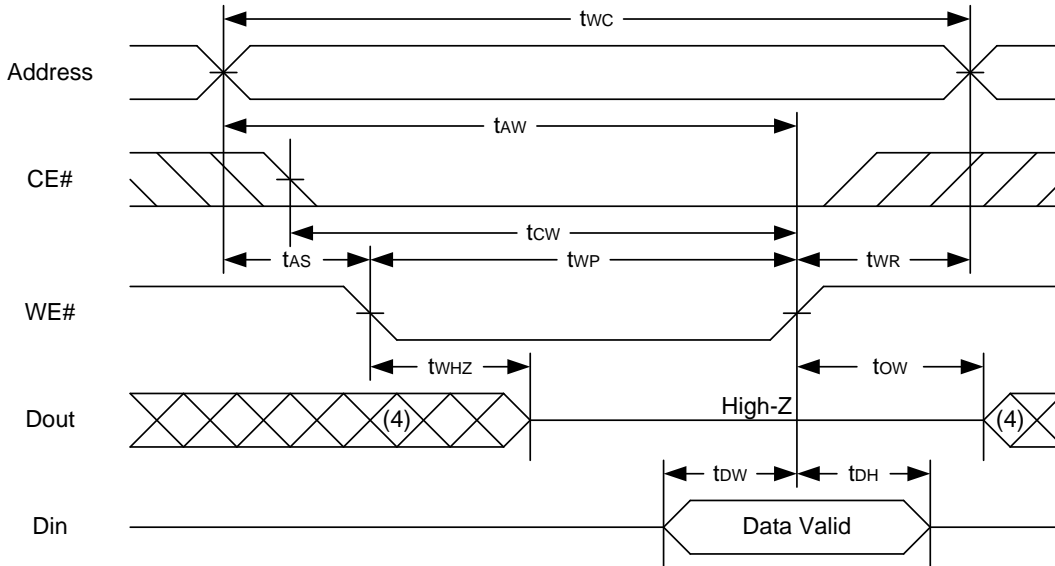 tWC
Address
tAW
CE#
tCW
tAS tWP tWR
WE#
tWHZ tOW
Dout (4) High-Z (4)
tDW tDH
Din Data Valid